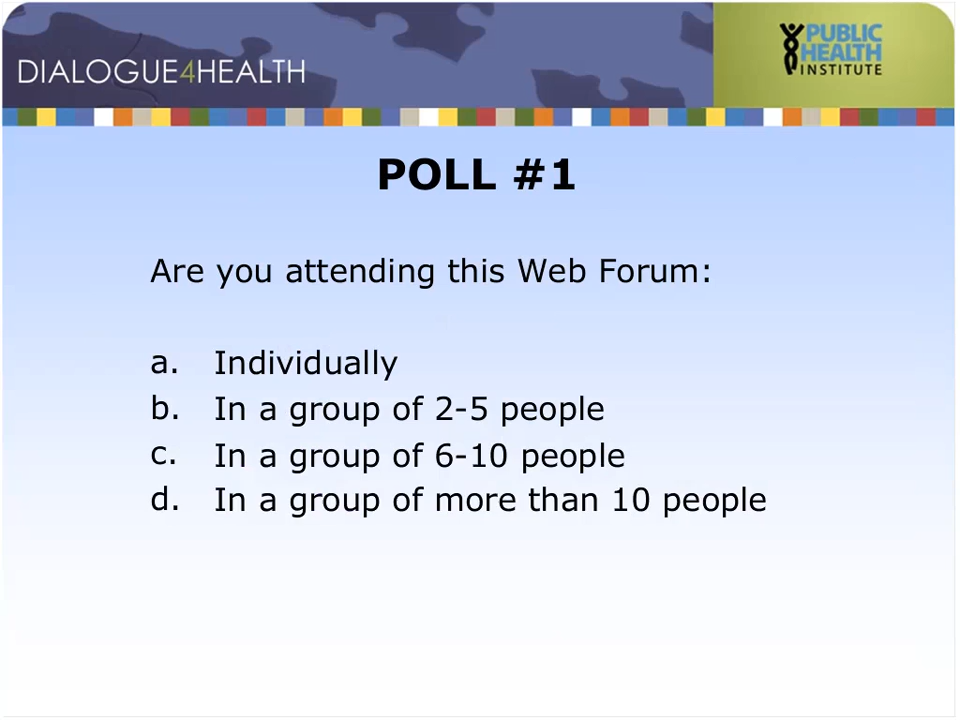 DIALOGUE4HEALTH
PUBLIC
HEALTH
INSTITUTE
POLL #1
Are you attending this Web Forum:
a. Individually
b. In a group of 2-5 people
c. In a group of 6-10 people
d. In a group of more than 10 people